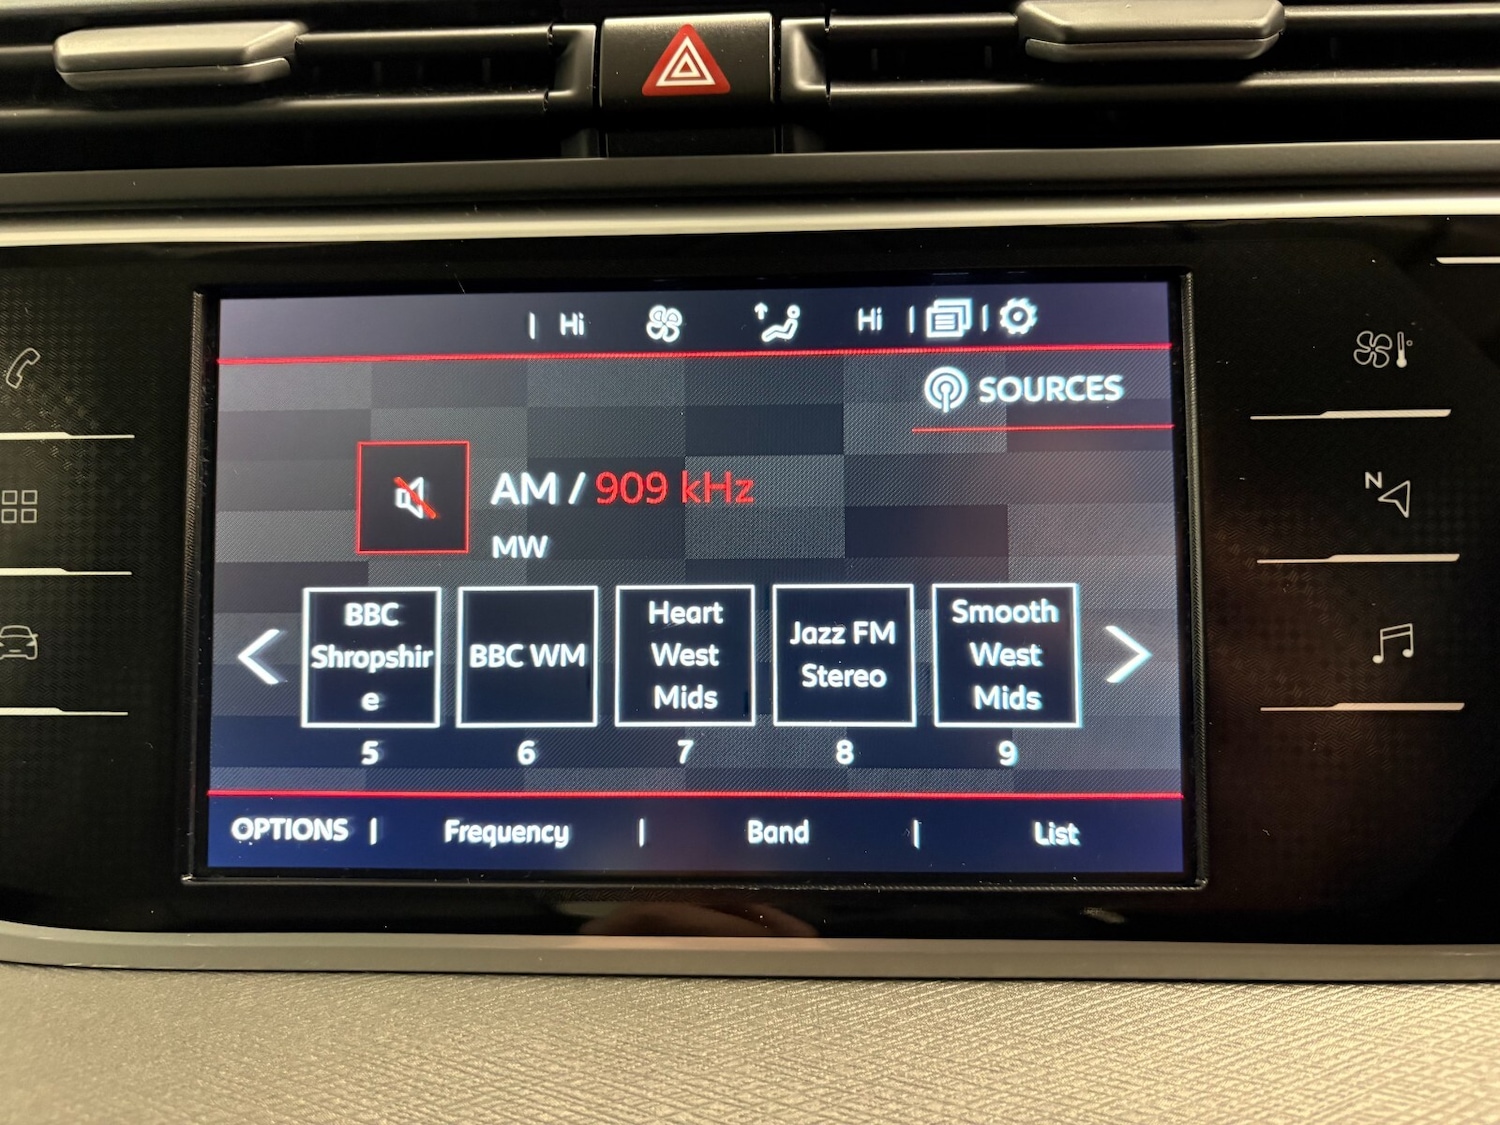 Hi Hi
SOURCES
AM / 909 kHz
MW
BBC
Shropshir
e
BBC WM
Heart
West
Mids
Jazz FM
Stereo
Smooth
West
Mids
5 6 7 8 9
OPTIONS | Frequency | Band | List
N